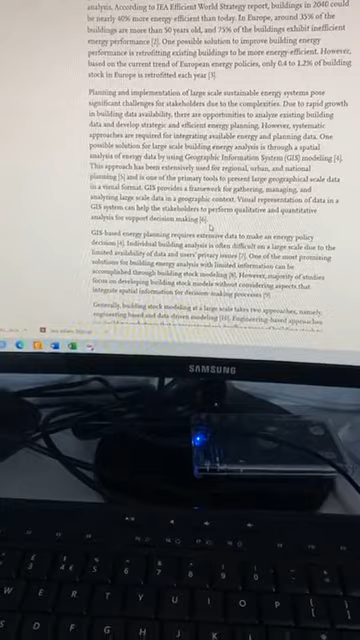 analysis. According to IEA Efficient World Strategy report, buildings in 2040 could
be nearly 40% more energy efficient than today. In Europe, around 35% of the
buildings are more than 50 years old, and 75% of the buildings exhibit inefficient
energy performance [2]. One possible solution to improve building energy
performance is retrofitting existing buildings to be more energy-efficient. However,
based on the current trend of European energy policies, only 0.4 to 1.2% of building
stock in Europe is retrofitted each year [3].
Planning and implementation of large scale sustainable energy systems pose
significant challenges for stakeholders due to the complexities. Due to rapid growth
in building data availability, there are opportunities to analyse existing building
data and develop strategic and efficient energy planning. However, systematic
approaches are required for integrating available energy and planning data. One
possible solution for large scale building energy analysis is through a spatial
analysis of energy data by using Geographic Information System (GIS) modeling [4].
This approach has been extensively used for regional, urban, and national
planning [5] and is one of the primary tools to present large geographical scale data
in a visual format. GIS provides a framework for gathering, managing, and
analyzing large scale data in a geographic context. Visual representation of data in a
GIS system can help the stakeholders to perform qualitative and quantitative
analysis for support decision making [6].
GIS-based energy planning requires extensive data to make an energy policy
decision [4]. Individual building analysis is often difficult on a large scale due to the
limited availability of data and users' privacy issues [7]. One of the most promising
solutions for building energy analysis with limited information can be
accomplished through building stock modeling [8]. However, majority of studies
focus on developing building stock models without considering aspects that
integrate spatial information for decision-making processes [9].
Generally, building stock modeling at a large scale takes two approaches, namely,
engineering based and data driven modeling [10]. Engineering-based approaches
SAMSUNG
£ $ % ^ & *
3 4 € 5 6 7 8 9 0
W E R T Y U I O P {
[
S D F G H J K L